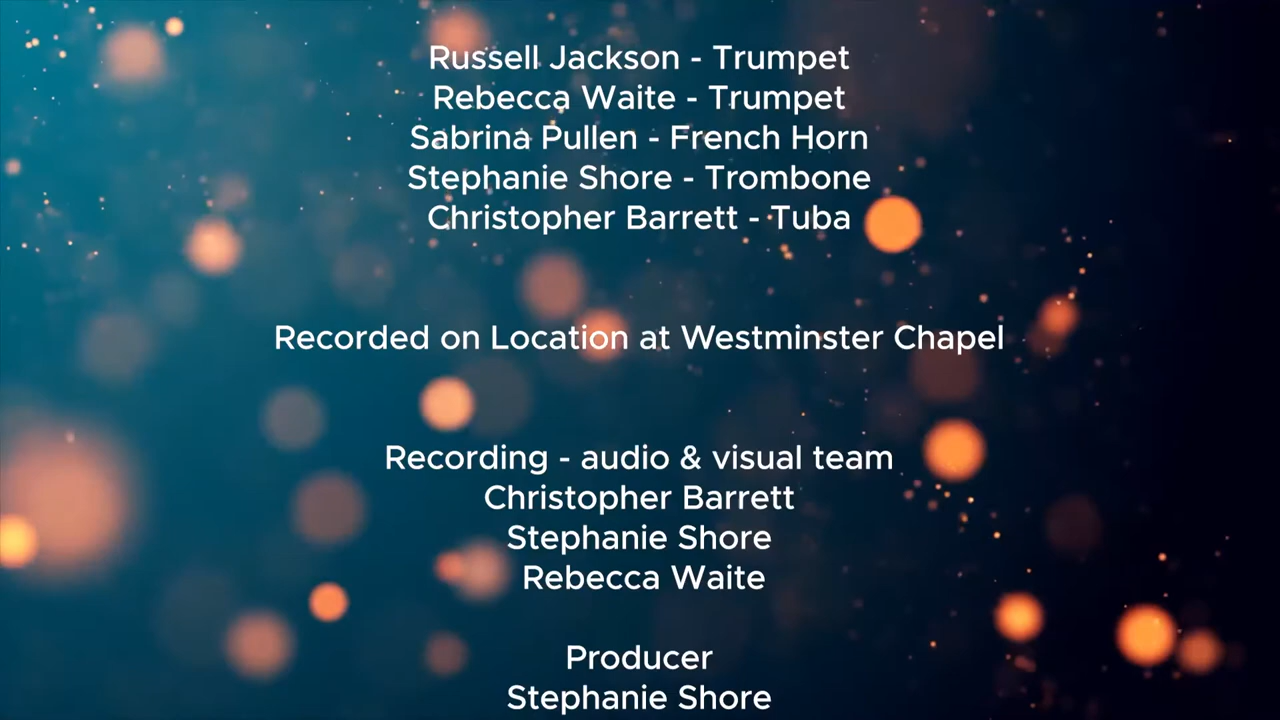 Russell Jackson - Trumpet
Rebecca Waite - Trumpet
Sabrina Pullen - French Horn
Stephanie Shore - Trombone
Christopher Barrett - Tuba
Recorded on Location at Westminster Chapel
Recording - audio & visual team
Christopher Barrett
Stephanie Shore
Rebecca Waite
Producer
Stephanie Shore